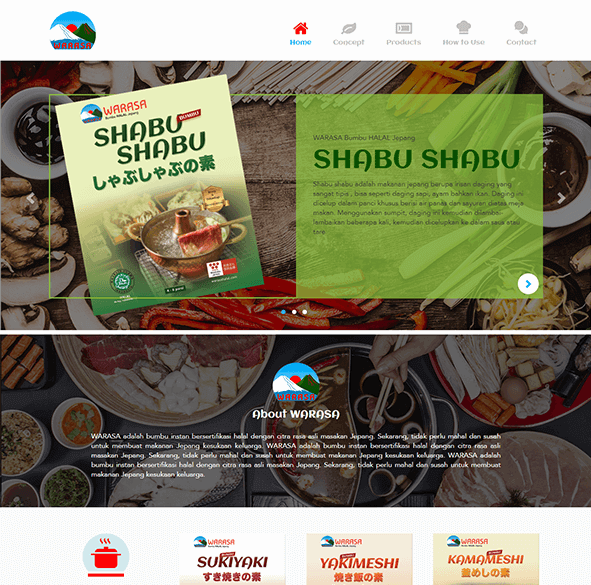 WARASA
Home
Concept
Products
How to Use
Contact
WARASA
Bumbu HALAL Jepang
SHABU BUMBU
SHABU
しゃぶしゃぶの素
HALAL
WARASA Bumbu HALAL Jepang
SHABU SHABU
Shabu shabu adalah makanan jepang berupa irisan daging yang
sangat tipis , bisa seperti daging sapi, ayam bahkan ikan. Daging ini
dicelup dalam panci khusus berisi air panas dan sayuran diatas meja
makan. Menggunakan sumpit, daging ini kemudian dilambai-
lambaikan beberapa kali, kemudian dicelupkan ke dalam saus atau
tare
WARASA
About WARASA
WARASA adalah bumbu instan bersertifikasi halal dengan citra rasa asli masakan Jepang. Sekarang, tidak perlu mahal dan susah
untuk membuat makanan Jepang kesukaan keluarga. WARASA adalah bumbu instan bersertifikasi halal dengan citra rasa asli
masakan Jepang. Sekarang, tidak perlu mahal dan susah untuk membuat makanan Jepang kesukaan keluarga. WARASA adalah
bumbu instan bersertifikasi halal dengan citra rasa asli masakan Jepang. Sekarang, tidak perlu mahal dan susah untuk membuat
makanan Jepang kesukaan keluarga.
WARASA
SUKIYAKI
すき焼きの素
WARASA
YAKIMESHI
焼き飯の素
WARASA
KAMAMESHI
釜めしの素